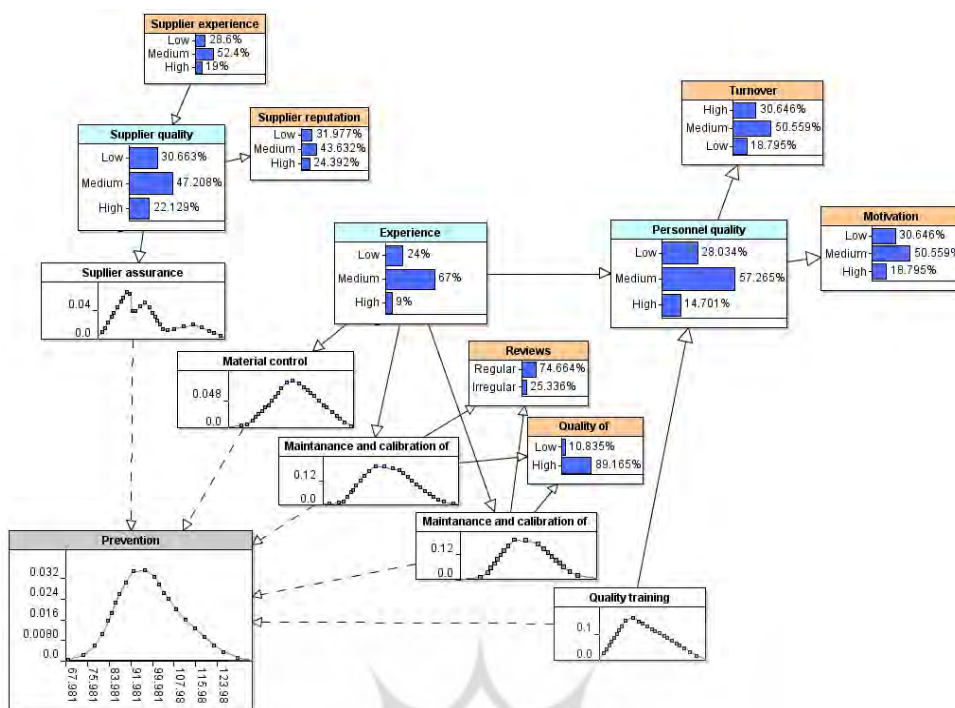 Supplier experience
Low 28.6%
Medium 52.4%
High 19%
Supplier quality
Low 30.663%
Medium 47.208%
High 22.129%
Supplier reputation
Low 31.977%
Medium 43.632%
High 24.392%
Turnover
High 30.646%
Medium 50.559%
Low 18.795%
Experience
Low 24%
Medium 67%
High 9%
Personnel quality
Low 28.034%
Medium 57.265%
High 14.701%
Motivation
Low 30.646%
Medium 50.559%
High 18.795%
Supllier assurance
0.04
0.0
Material control
0.048
0.0
Reviews
Regular 74.664%
Irregular 25.336%
Maintanance and calibration of
0.12
0.0
Quality of
Low 10.835%
High 89.165%
Maintanance and calibration of
0.12
0.0
Prevention
0.032
0.024
0.016
0.0080
0.0
67.981 75.981 83.981 91.981 99.981 107.98 115.98 123.98
Quality training
0.1
0.0